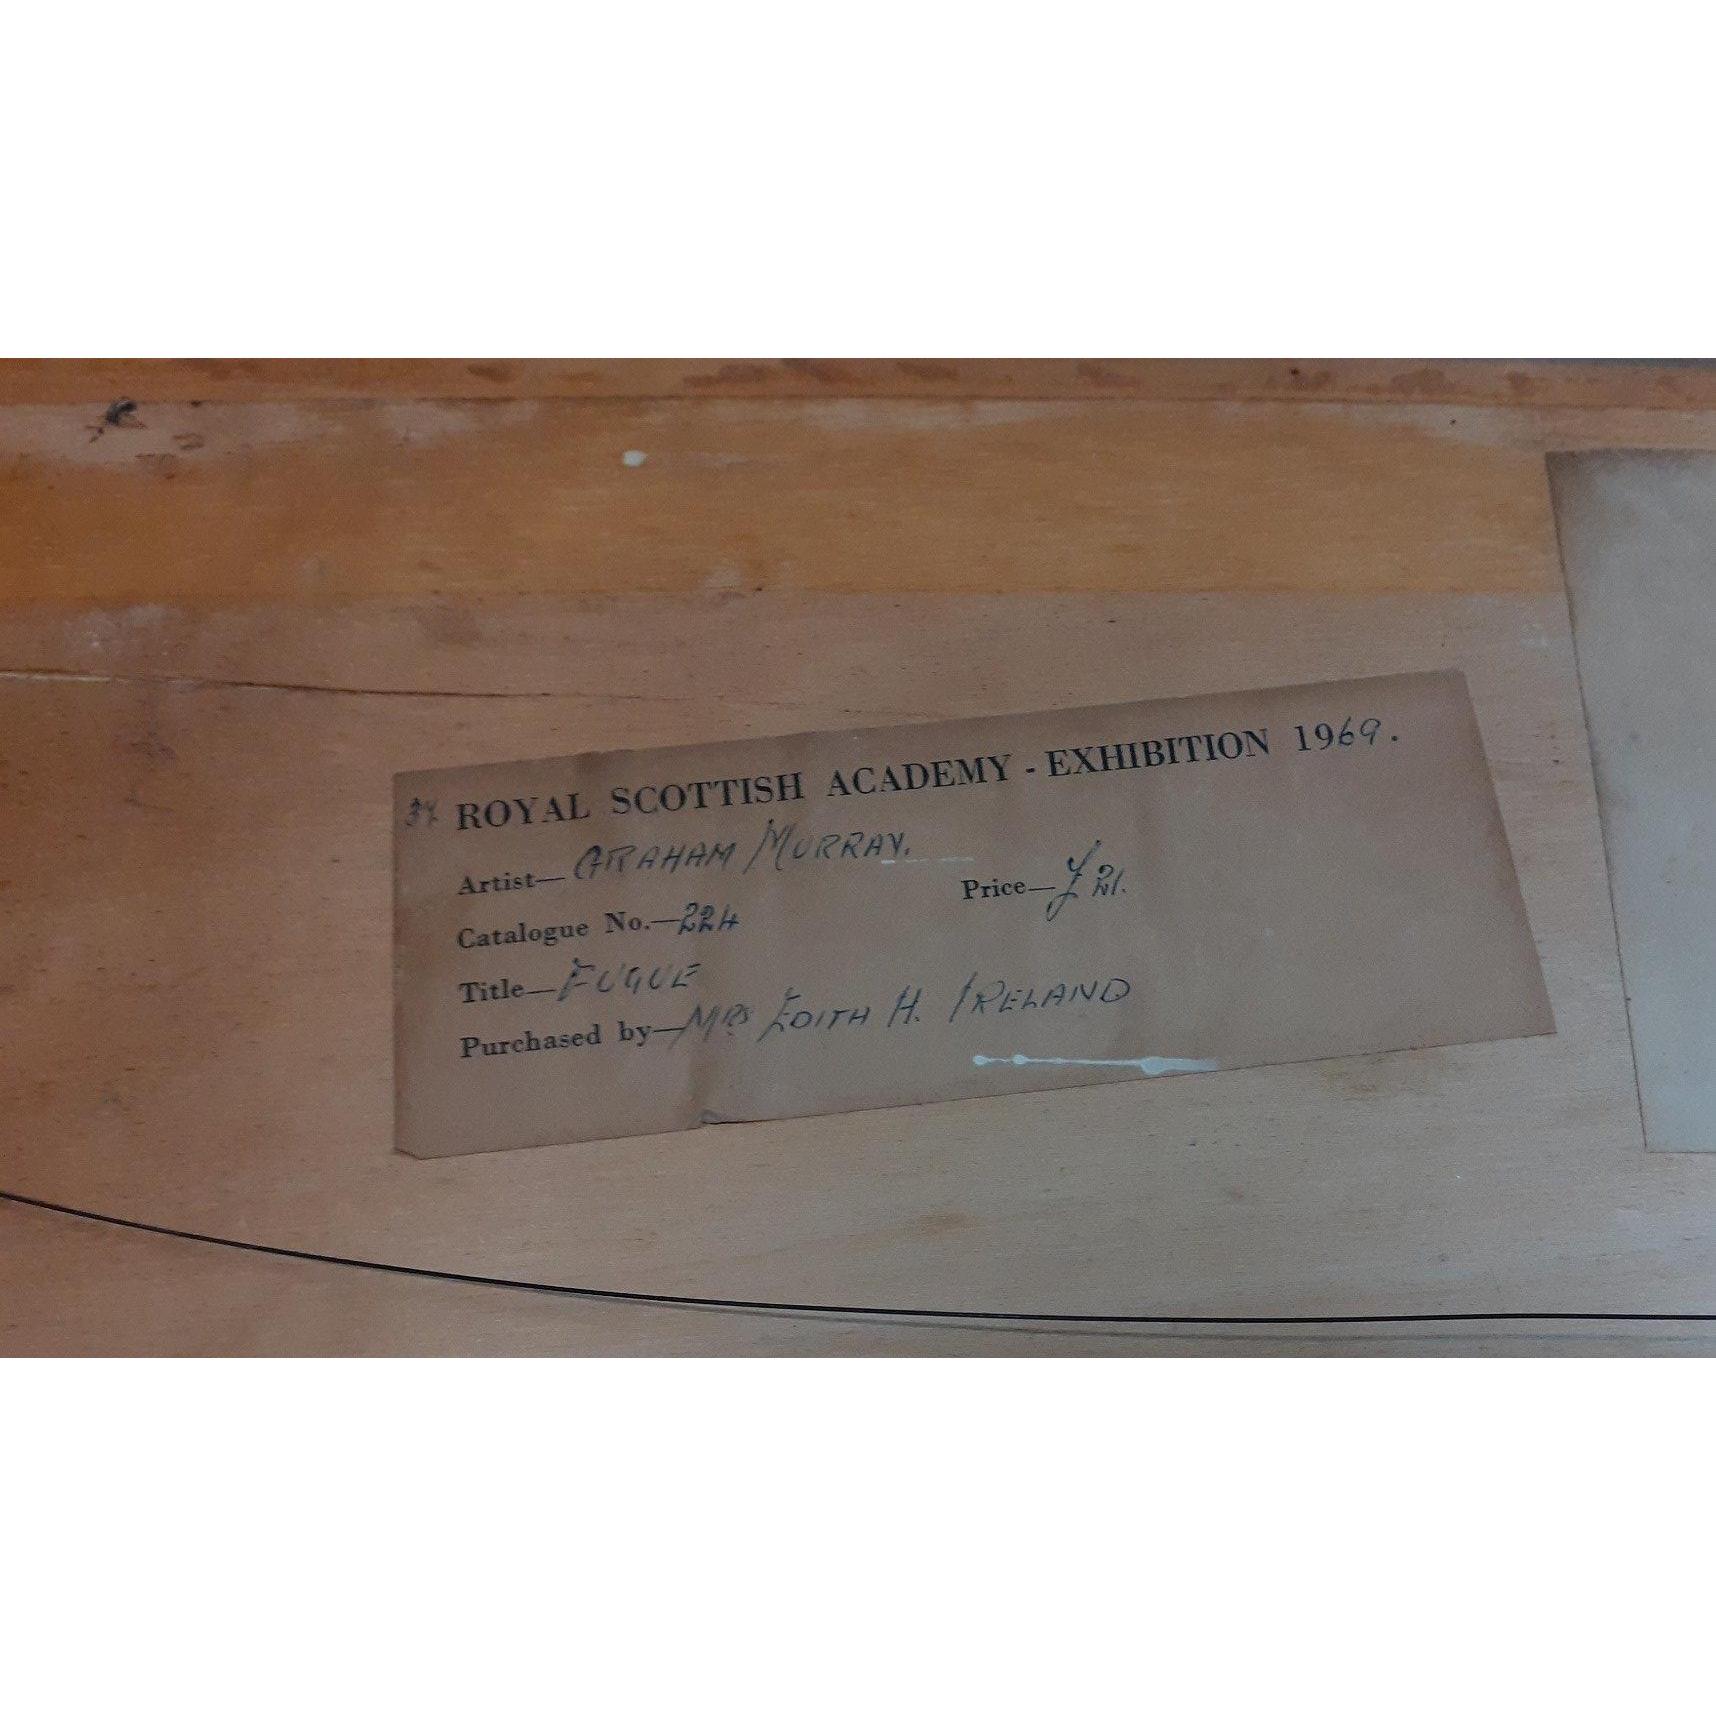 ROYAL SCOTTISH ACADEMY - EXHIBITION 1969.
Artist— GRAHAM MURRAY.
Catalogue No.—224 Price—£21.
Title—FUGUE
Purchased by—MRS EDITH H. IRELAND